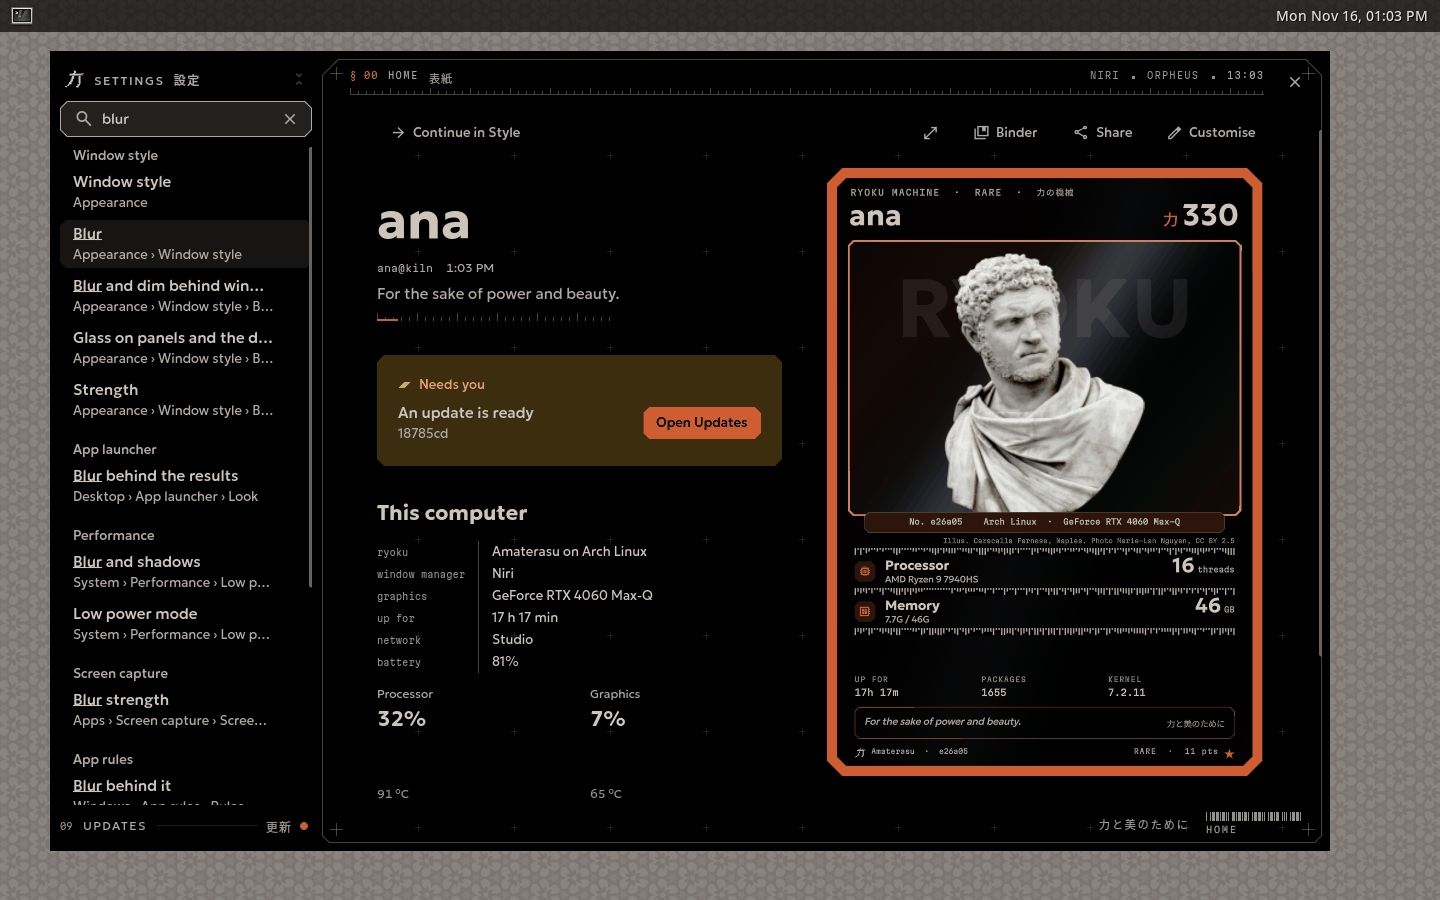 Mon Nov 16, 01:03 PM
力 SETTINGS 設定
blur
Window style
Window style
Appearance
Blur
Appearance › Window style
Blur and dim behind win...
Appearance › Window style › B...
Glass on panels and the d...
Appearance › Window style › B...
Strength
Appearance › Window style › B...
App launcher
Blur behind the results
Desktop › App launcher › Look
Performance
Blur and shadows
System › Performance › Low p...
Low power mode
System › Performance › Low p...
Screen capture
Blur strength
Apps › Screen capture › Scree...
App rules
Blur behind it
Windows › App rules › Rules
09 UPDATES 更新
§ 00 HOME 表紙
NIRI ▪ ORPHEUS ▪ 13:03
Continue in Style
Binder
Share
Customise
ana
ana@kiln 1:03 PM
For the sake of power and beauty.
Needs you
An update is ready
18785cd
Open Updates
This computer
ryoku Amaterasu on Arch Linux
window manager Niri
graphics GeForce RTX 4060 Max-Q
up for 17 h 17 min
network Studio
battery 81%
Processor Graphics
32% 7%
91 °C 65 °C
RYOKU MACHINE · RARE · 力の機械
ana 力 330
RYOKU
No. e26a05 Arch Linux · GeForce RTX 4060 Max-Q
Illus. Caracalla Farnese, Naples. Photo Marie-Lan Nguyen, CC BY 2.5
Processor 16 threads
AMD Ryzen 9 7940HS
Memory 46 GB
7.7G / 46G
UP FOR PACKAGES KERNEL
17h 17m 1655 7.2.11
For the sake of power and beauty. 力と美のために
力 Amaterasu · e26a05 RARE · 11 pts ★
力と美のために
HOME